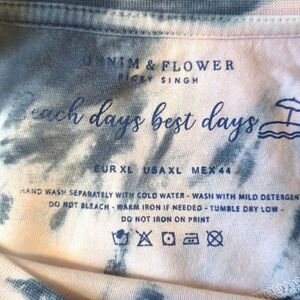 DENIM & FLOWER
RICKY SINGH
Beach days best days
EUR XL USA XL MEX 44
HAND WASH SEPARATELY WITH COLD WATER - WASH WITH MILD DETERGEN
DO NOT BLEACH - WARM IRON IF NEEDED - TUMBLE DRY LOW
DO NOT IRON ON PRINT